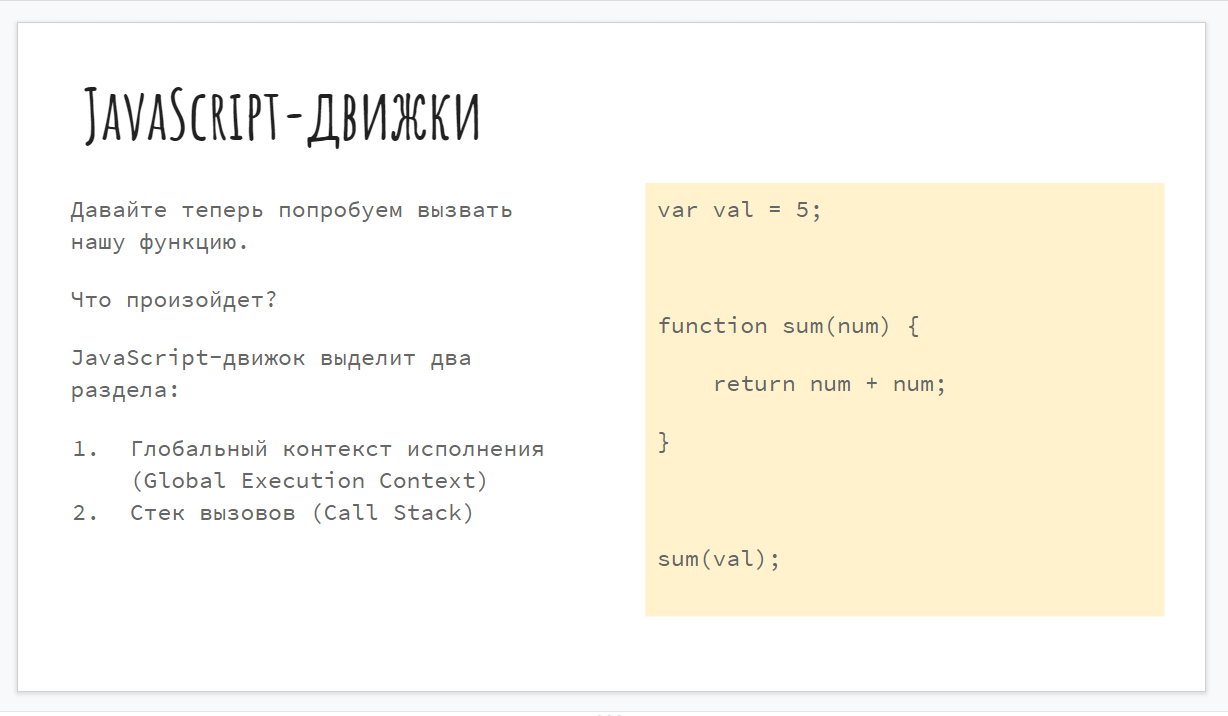 JavaScript-движки
Давайте теперь попробуем вызвать
нашу функцию.
Что произойдет?
JavaScript-движок выделит два
раздела:
1. Глобальный контекст исполнения
(Global Execution Context)
2. Стек вызовов (Call Stack)
var val = 5;
function sum(num) {
    return num + num;
}
sum(val);